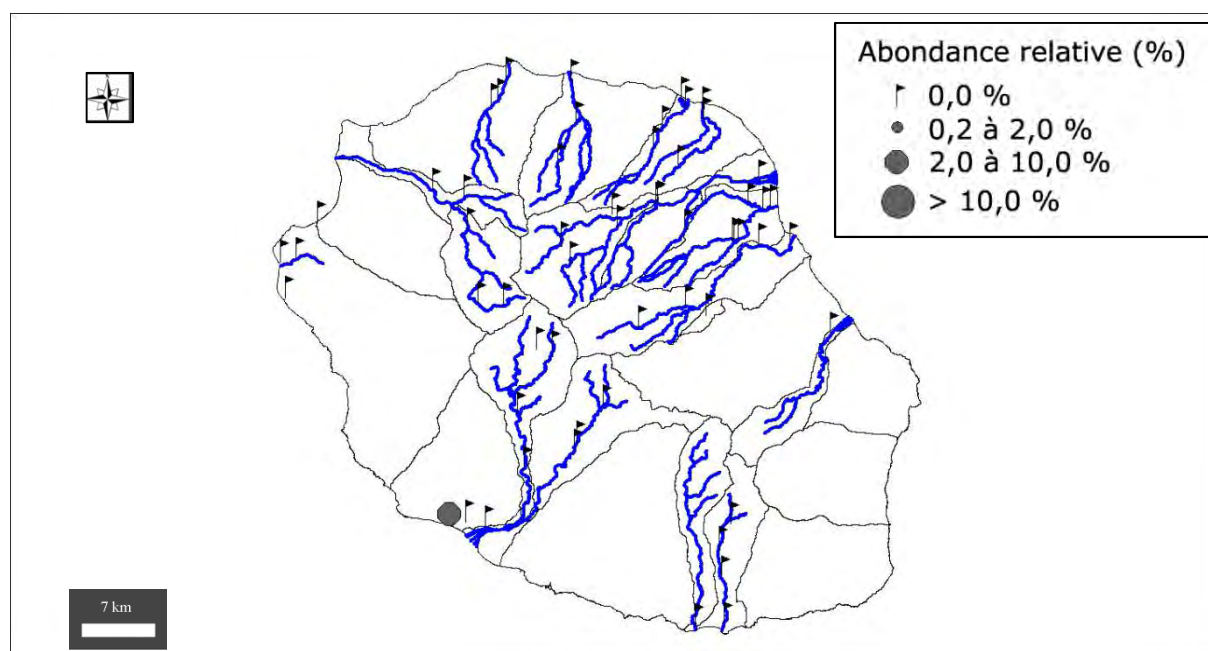 Abondance relative (%)
0,0 %
0,2 à 2,0 %
2,0 à 10,0 %
> 10,0 %
7 km